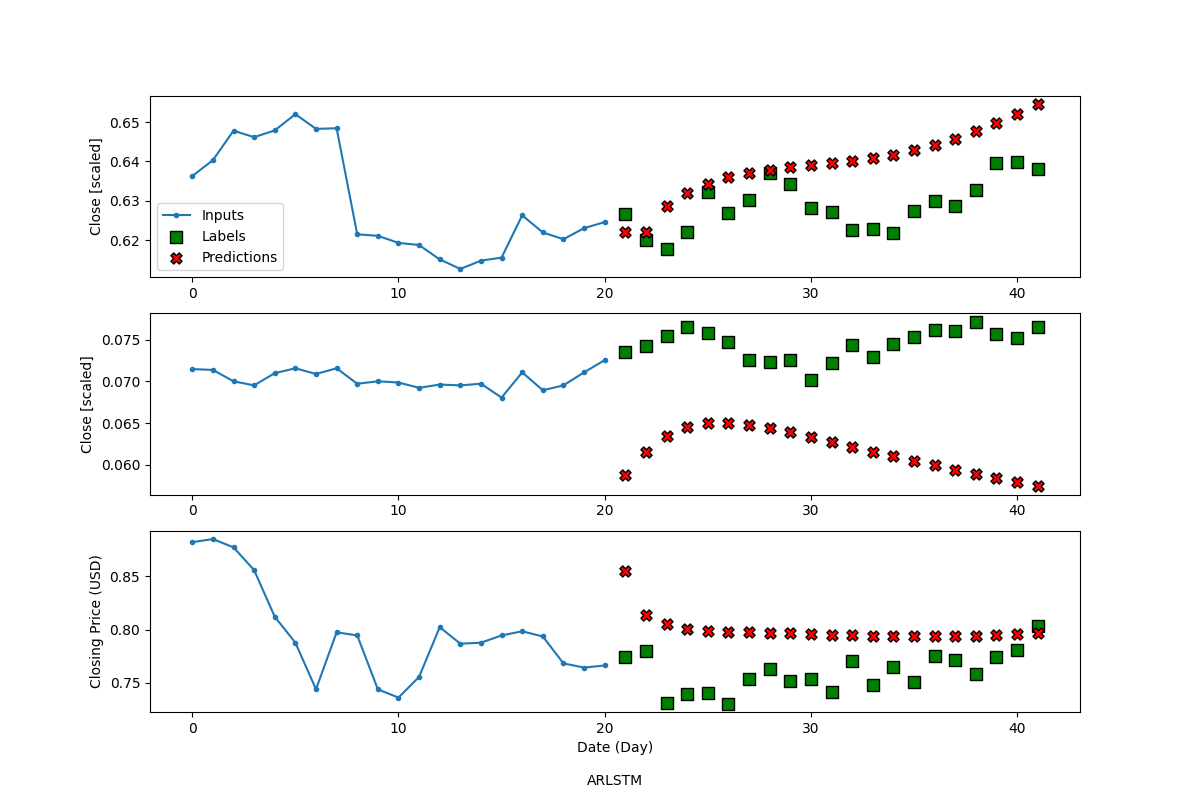 Close [scaled]
0.65
0.64
0.63
0.62
Inputs
Labels
Predictions
0 10 20 30 40
Close [scaled]
0.075
0.070
0.065
0.060
0 10 20 30 40
Closing Price (USD)
0.85
0.80
0.75
0 10 20 30 40
Date (Day)
ARLSTM